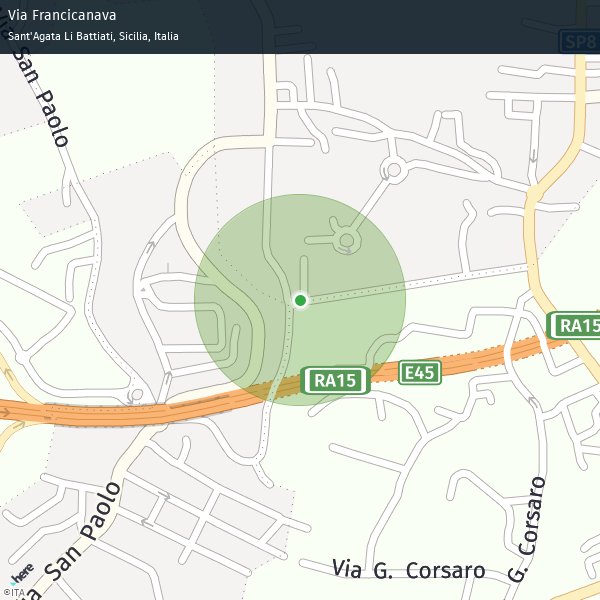 Via Francicanava
Sant'Agata Li Battiati, Sicilia, Italia
SP8
Via San Paolo
RA15
RA15
E45
Via San Paolo
G. Corsaro
Via G. Corsaro
here
©ITA